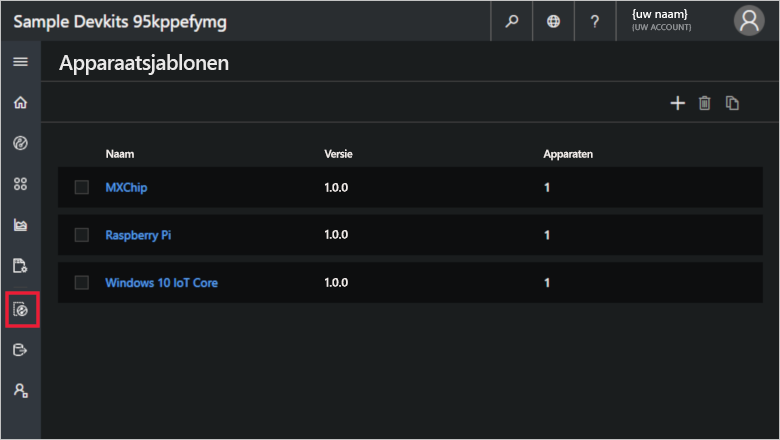 Sample Devkits 95kppefymg
?
{uw naam}
(UW ACCOUNT)
Apparaatsjablonen
Naam Versie Apparaten
MXChip 1.0.0 1
Raspberry Pi 1.0.0 1
Windows 10 IoT Core 1.0.0 1